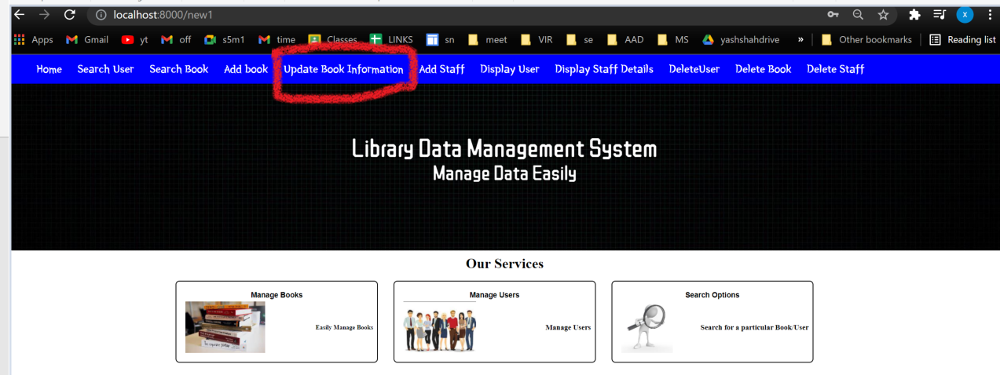 localhost:8000/new1
Apps Gmail yt off s5m1 time Classes LINKS sn meet VIR se AAD MS yashshahdrive » Other bookmarks Reading list
Home Search User Search Book Add book Update Book Information Add Staff Display User Display Staff Details DeleteUser Delete Book Delete Staff
Library Data Management System
Manage Data Easily
Our Services
Manage Books
Easily Manage Books
Manage Users
Manage Users
Search Options
Search for a particular Book/User